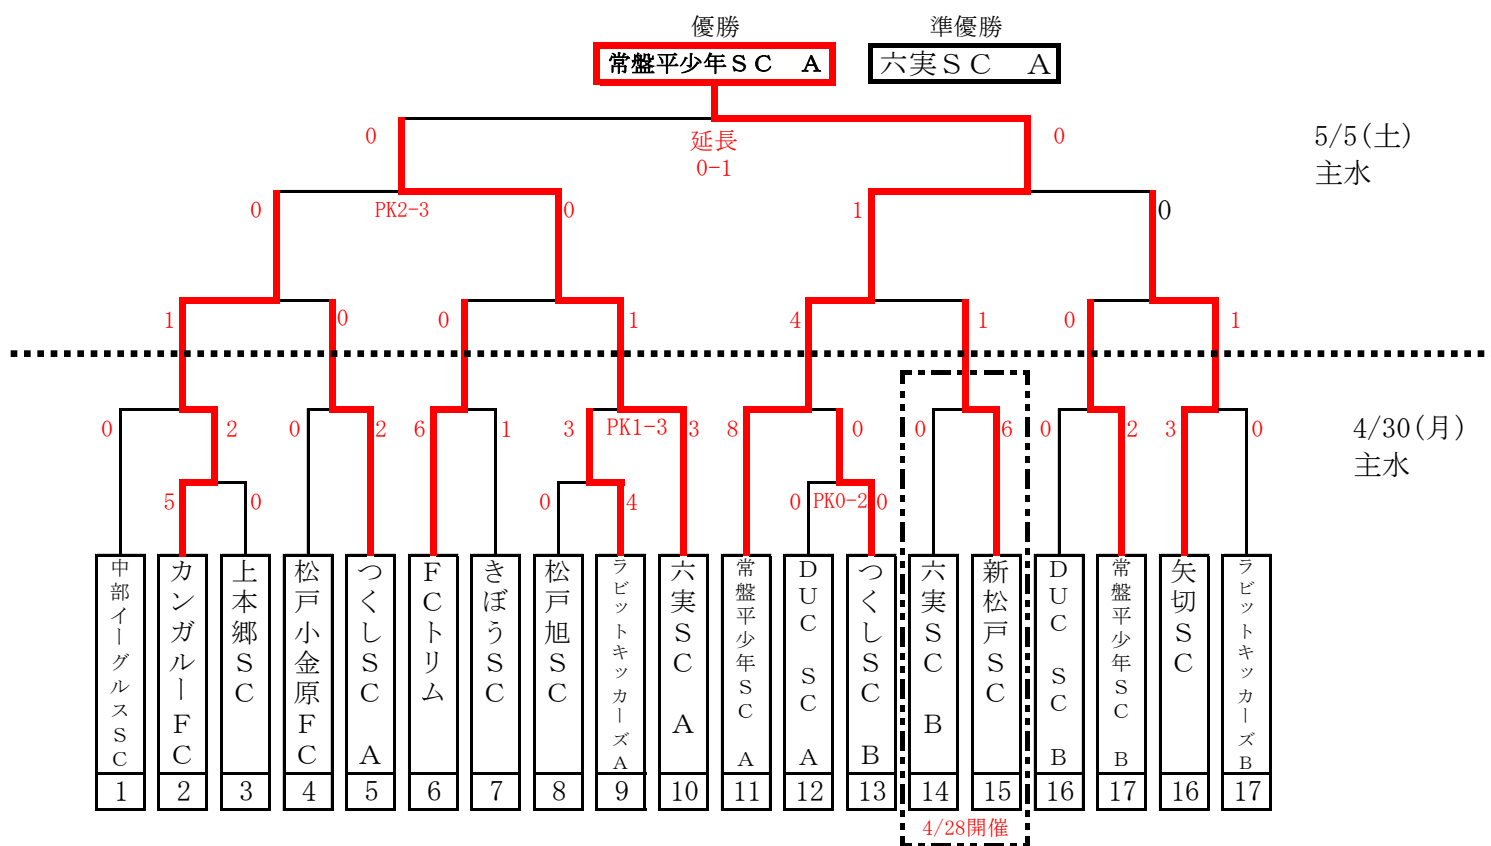 優勝
準優勝
常盤平少年SC A
六実SC A
0
延長
0-1
0
5/5(土)
主水
0
PK2-3
0
1
0
1
0
0
1
4
1
0
1
0
2
0
2
6
1
3
PK1-3
3
8
0
0
6
0
2
3
0
4/30(月)
主水
5
0
0
4
0
PK0-2
0
中部イーグルスSC
カンガルーFC
上本郷SC
松戸小金原FC
つくしSC A
FCトリム
きぼうSC
松戸旭SC
ラビットキッカーズA
六実SC A
常盤平少年SC A
DUC SC A
つくしSC B
六実SC B
新松戸SC
DUC SC B
常盤平少年SC B
矢切SC
ラビットキッカーズB
1
2
3
4
5
6
7
8
9
10
11
12
13
14
15
16
17
16
17
4/28開催